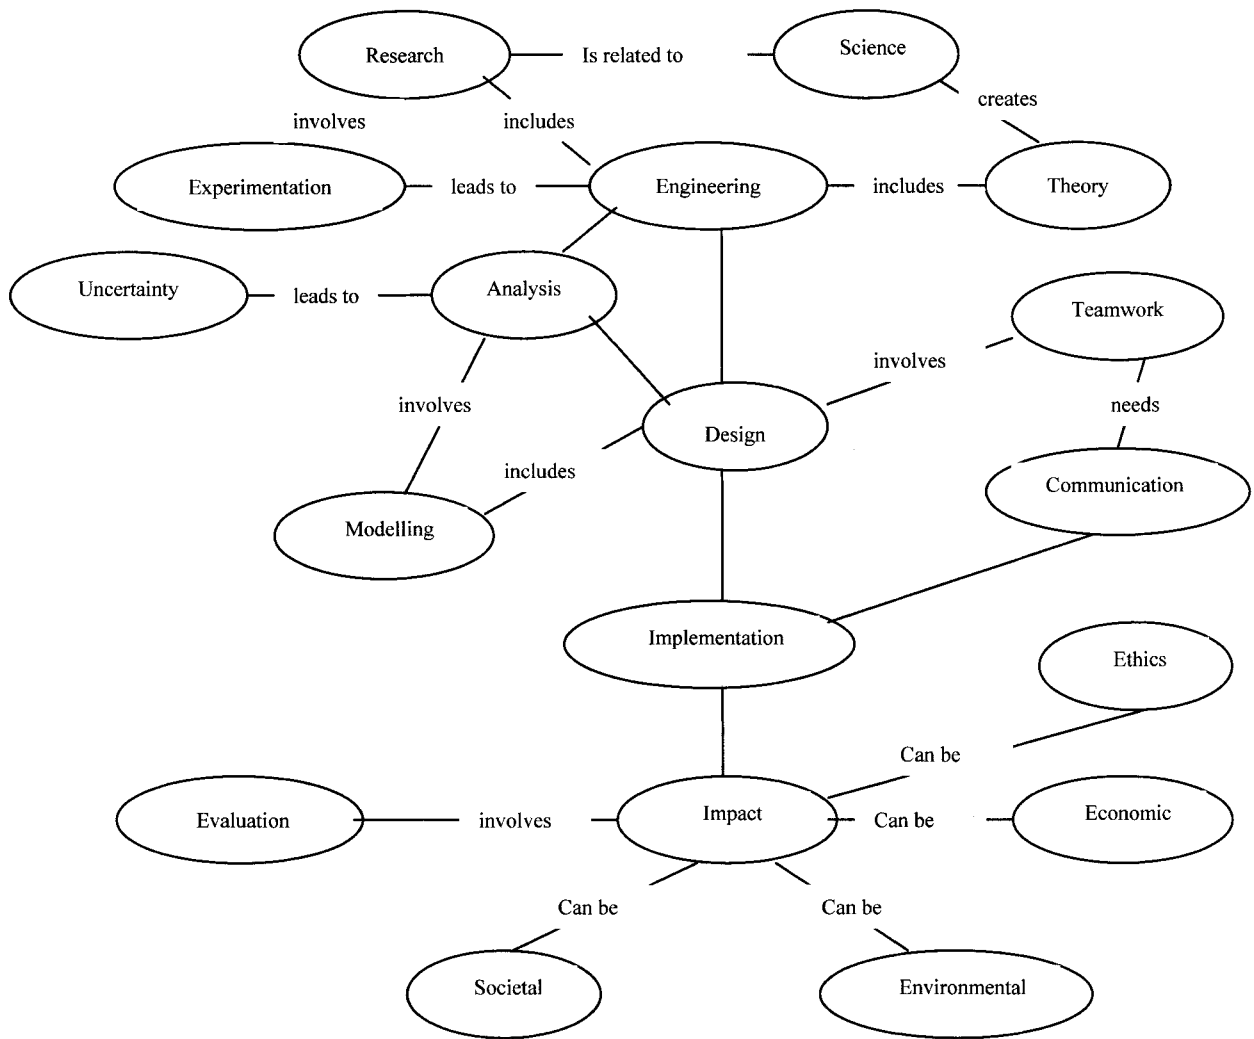 Research
Is related to
Science
creates
involves
includes
Experimentation
leads to
Engineering
includes
Theory
Uncertainty
leads to
Analysis
Teamwork
involves
involves
needs
Design
includes
Communication
Modelling
Implementation
Ethics
Can be
Evaluation
involves
Impact
Can be
Economic
Can be
Can be
Societal
Environmental